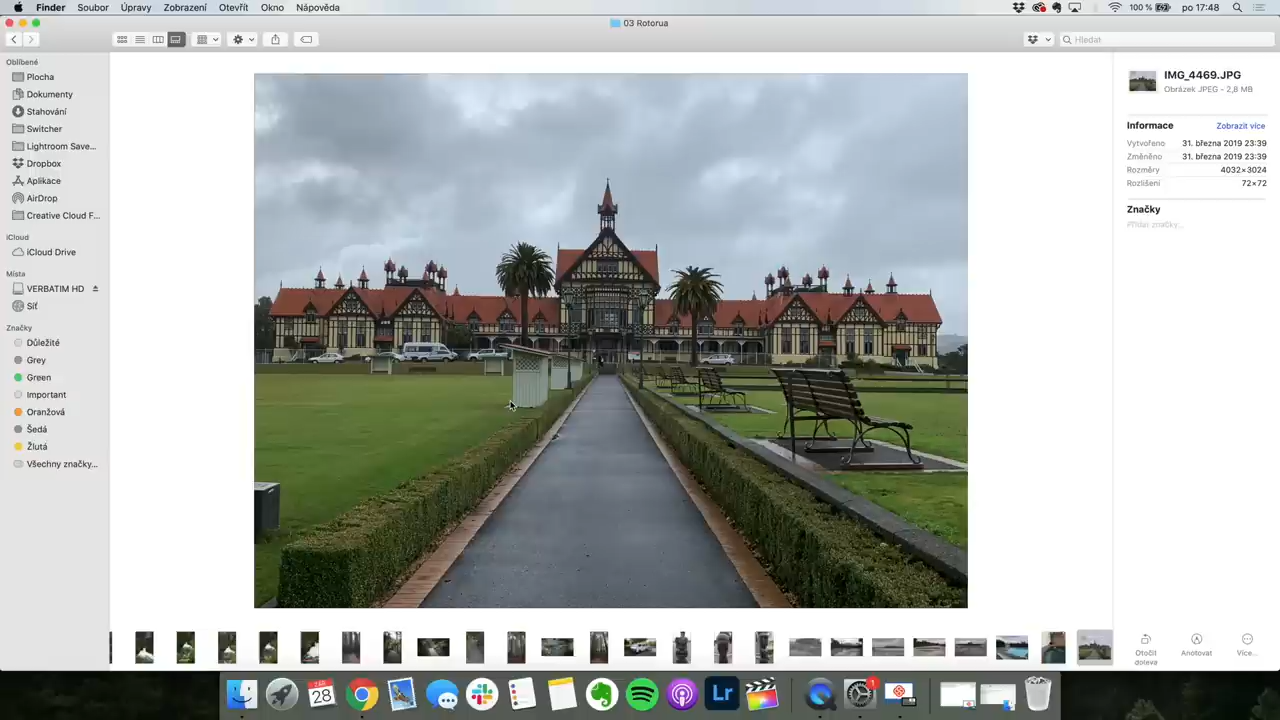 Finder Soubor Úpravy Zobrazení Otevřít Okno Nápověda 100 % po 17:48
03 Rotorua
Hledat
Oblíbené
Plocha
Dokumenty
Stahování
Switcher
Lightroom Save...
Dropbox
Aplikace
AirDrop
Creative Cloud F...
iCloud
iCloud Drive
Místa
VERBATIM HD
Síť
Značky
Důležité
Grey
Green
Important
Oranžová
Šedá
Žlutá
Všechny značky...
IMG_4469.JPG
Obrázek JPEG - 2,8 MB
Informace Zobrazit více
Vytvořeno 31. března 2019 23:39
Změněno 31. března 2019 23:39
Rozměry 4032×3024
Rozlišení 72×72
Značky
Přidat značky...
Otočit doleva
Anotovat
Více...
28
Lr
1